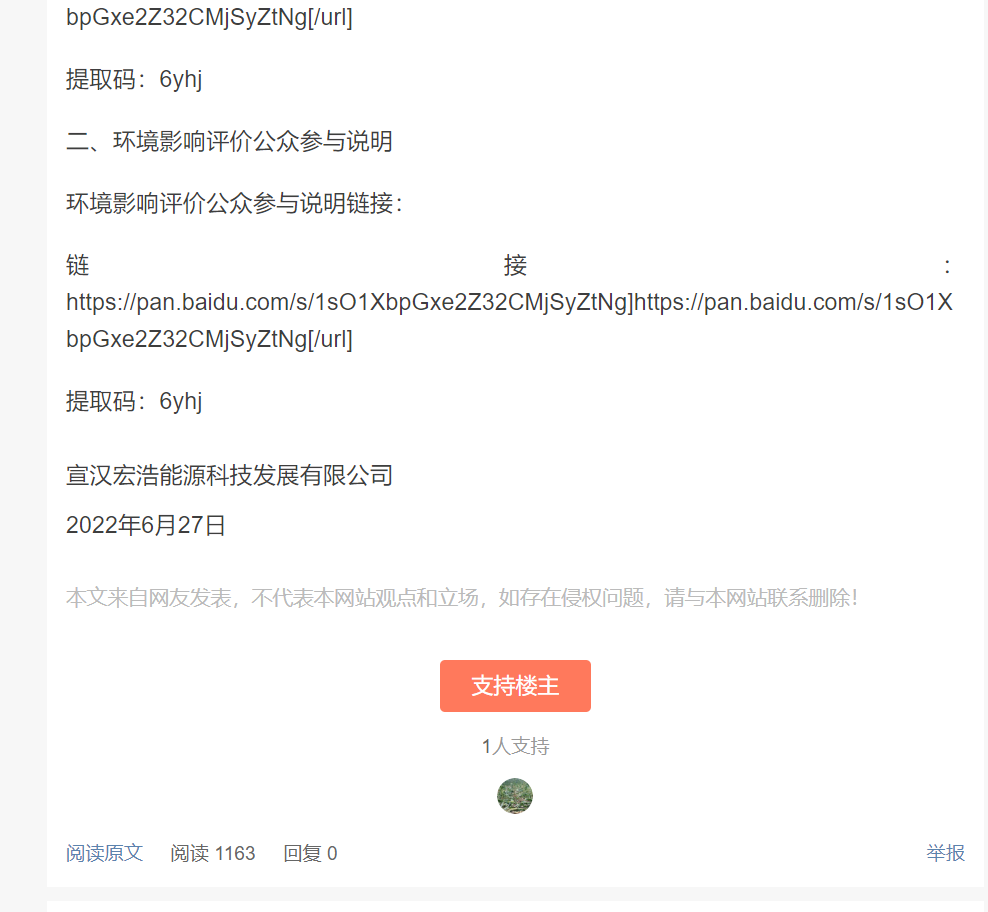 bpGxe2Z32CMjSyZtNg[/url]
提取码：6yhj
二、环境影响评价公众参与说明
环境影响评价公众参与说明链接：
链接：
https://pan.baidu.com/s/1sO1XbpGxe2Z32CMjSyZtNg]https://pan.baidu.com/s/1sO1X
bpGxe2Z32CMjSyZtNg[/url]
提取码：6yhj
宣汉宏浩能源科技发展有限公司
2022年6月27日
本文来自网友发表，不代表本网站观点和立场，如存在侵权问题，请与本网站联系删除！
支持楼主
1人支持
阅读原文 阅读 1163 回复 0 举报